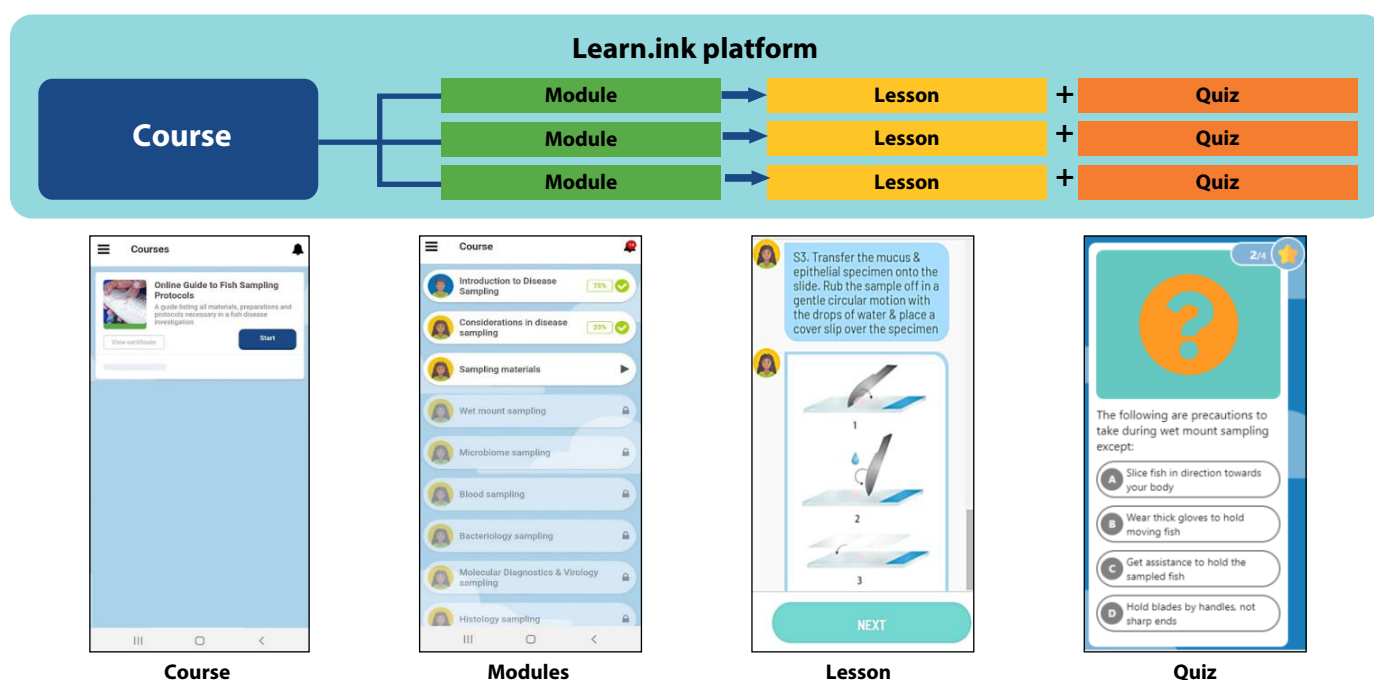 Learn.ink platform
Course
Module
Lesson
+
Quiz
Module
Lesson
+
Quiz
Module
Lesson
+
Quiz
Courses
Online Guide to Fish Sampling
Protocols
A guide listing all materials, preparations and
protocols necessary in a fish disease
investigation
View certificate
Start
Course
Course
Introduction to Disease
Sampling
75%
Considerations in disease
sampling
Sampling materials
Wet mount sampling
Microbiome sampling
Blood sampling
Bacteriology sampling
Molecular Diagnostics & Virology
sampling
Histology sampling
Modules
S3. Transfer the mucus &
epithelial specimen onto the
slide. Rub the sample off in a
gentle circular motion with
the drops of water & place a
cover slip over the specimen
1
2
3
NEXT
Lesson
2/4
?
The following are precautions to
take during wet mount sampling
except:
A Slice fish in direction towards
your body
B Wear thick gloves to hold
moving fish
C Get assistance to hold the
sampled fish
D Hold blades by handles, not
sharp ends
Quiz